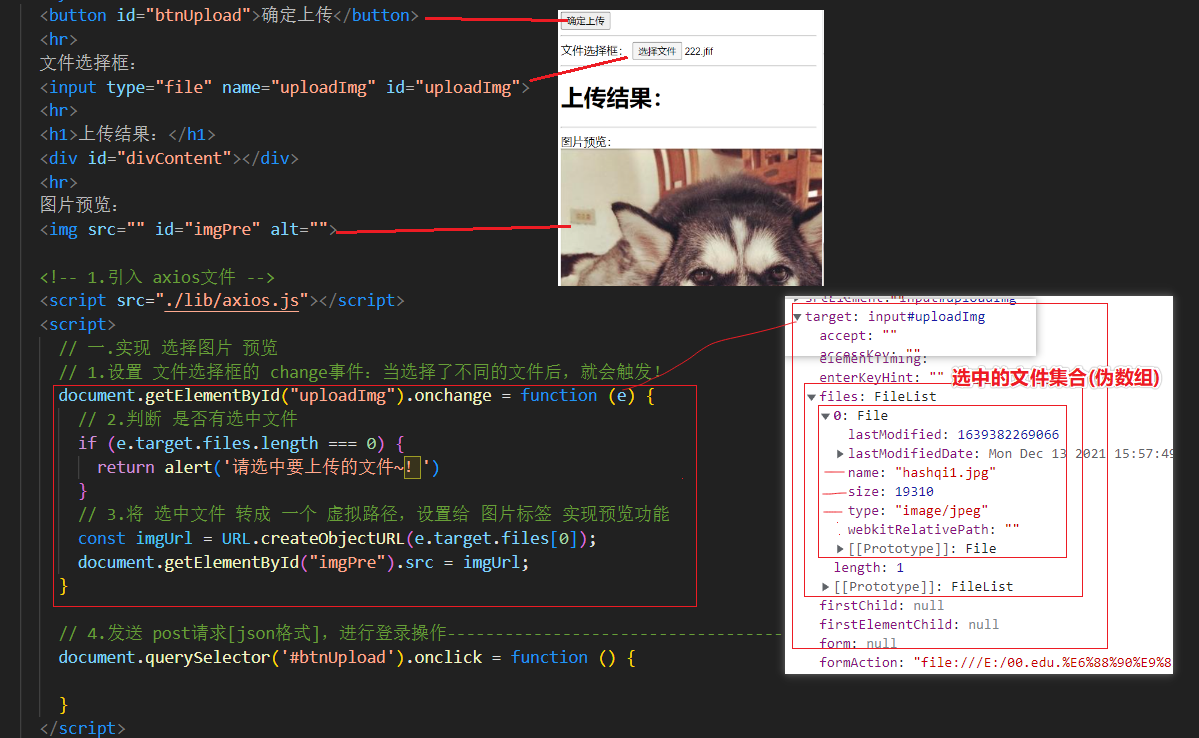 <button id="btnUpload">确定上传</button>
<hr>
文件选择框：
<input type="file" name="uploadImg" id="uploadImg">
<hr>
<h1>上传结果：</h1>
<div id="divContent"></div>
<hr>
图片预览：
<img src="" id="imgPre" alt="">
<!-- 1.引入 axios文件 -->
<script src="./lib/axios.js"></script>
<script>
// 一.实现 选择图片 预览
// 1.设置 文件选择框的 change事件：当选择了不同的文件后，就会触发！
document.getElementById("uploadImg").onchange = function (e) {
// 2.判断 是否有选中文件
if (e.target.files.length === 0) {
return alert('请选中要上传的文件~！')
}
// 3.将 选中文件 转成 一个 虚拟路径，设置给 图片标签 实现预览功能
const imgUrl = URL.createObjectURL(e.target.files[0]);
document.getElementById("imgPre").src = imgUrl;
}
// 4.发送 post请求[json格式]，进行登录操作-----------------------------------
document.querySelector('#btnUpload').onclick = function () {
}
</script>
确定上传
文件选择框： 选择文件 222.jfif
上传结果：
图片预览：
target: input#uploadImg
accept: ""
accessKey: ""
elementTiming:
enterKeyHint: ""
选中的文件集合(伪数组)
files: FileList
0: File
lastModified: 1639382269066
lastModifiedDate: Mon Dec 13 2021 15:57:49
name: "hashqi1.jpg"
size: 19310
type: "image/jpeg"
webkitRelativePath: ""
[[Prototype]]: File
length: 1
[[Prototype]]: FileList
firstChild: null
firstElementChild: null
form: null
formAction: "file:///E:/00.edu.%E6%88%90%E9%8